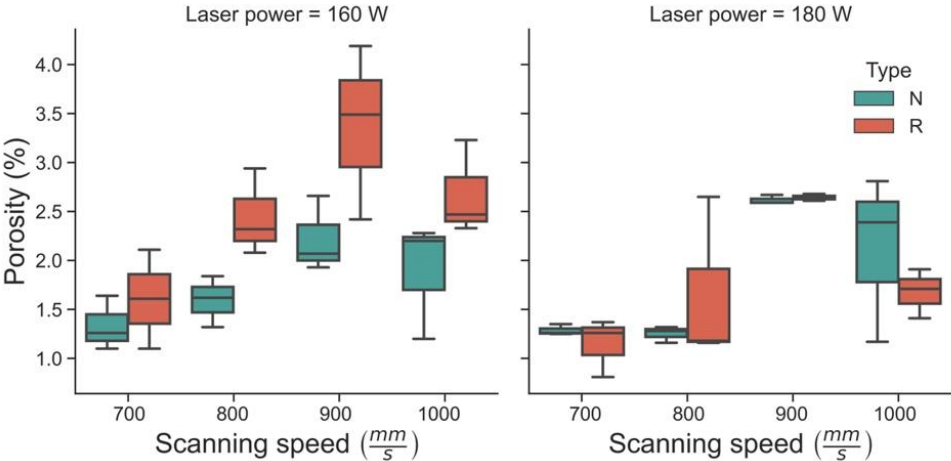 Laser power = 160 W
Laser power = 180 W
Porosity (%)
4.0
3.5
3.0
2.5
2.0
1.5
1.0
Type
N
R
700 800 900 1000
700 800 900 1000
Scanning speed (mm/s)
Scanning speed (mm/s)